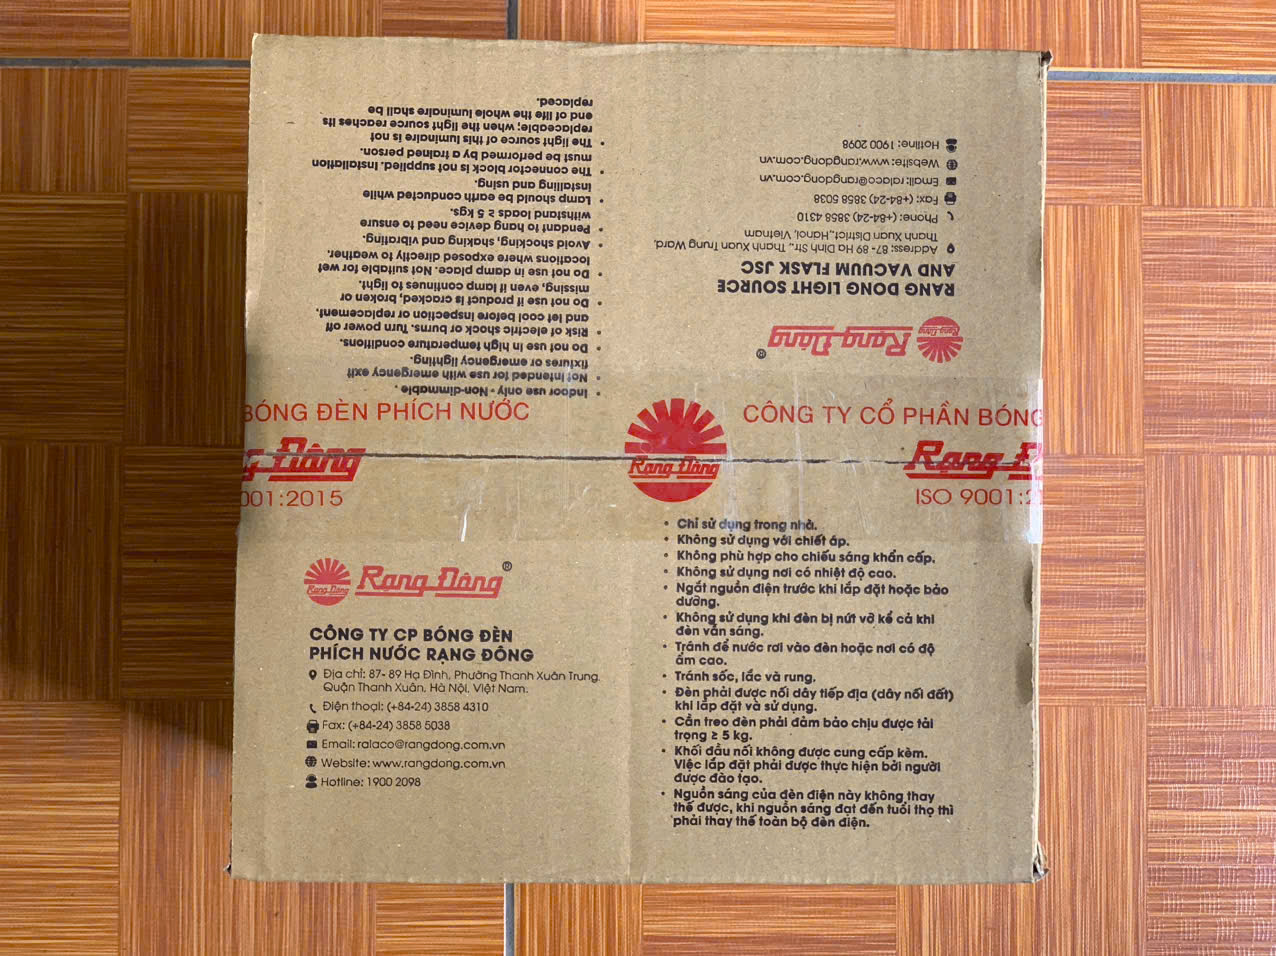 Indoor use only - Non-dimmable.
Not intended for use with emergency exit
fixtures or emergency lighting.
Do not use in high temperature conditions.
Risk of electric shock or burns. Turn power off
and let cool before inspection or replacement.
Do not use if product is cracked, broken or
missing, even if lamp continues to light.
Do not use in damp place. Not suitable for wet
locations where exposed directly to weather.
Avoid shocking, shaking and vibrating.
Pendant to hang device need to ensure
withstand loads ≥ 5 kgs.
Lamp should be earth conducted while
installing and using.
The connector block is not supplied. Installation
must be performed by a trained person.
The light source of this luminaire is not
replaceable; when the light source reaches its
end of life the whole luminaire shall be
replaced.
Rạng Đông
Rạng Đông®
RANG DONG LIGHT SOURCE
AND VACUUM FLASK JSC
Address: 87- 89 Ha Dinh Str., Thanh Xuan Trung Ward,
Thanh Xuan District, Hanoi, Vietnam
Phone: (+84-24) 3858 4310
Fax: (+84-24) 3858 5038
Email: ralaco@rangdong.com.vn
Website: www.rangdong.com.vn
Hotline: 1900 2098
BÓNG ĐÈN PHÍCH NƯỚC
g Đông
001:2015
Rạng Đông
CÔNG TY CỔ PHẦN BÓNG
Rạng Đ
ISO 9001:2
Rạng Đông
Rạng Đông®
CÔNG TY CP BÓNG ĐÈN
PHÍCH NƯỚC RẠNG ĐÔNG
Địa chỉ: 87- 89 Hạ Đình, Phường Thanh Xuân Trung,
Quận Thanh Xuân, Hà Nội, Việt Nam.
Điện thoại: (+84-24) 3858 4310
Fax: (+84-24) 3858 5038
Email: ralaco@rangdong.com.vn
Website: www.rangdong.com.vn
Hotline: 1900 2098
Chỉ sử dụng trong nhà.
Không sử dụng với chiết áp.
Không phù hợp cho chiếu sáng khẩn cấp.
Không sử dụng nơi có nhiệt độ cao.
Ngắt nguồn điện trước khi lắp đặt hoặc bảo
dưỡng.
Không sử dụng khi đèn bị nứt vỡ kể cả khi
đèn vẫn sáng.
Tránh để nước rơi vào đèn hoặc nơi có độ
ẩm cao.
Tránh sốc, lắc và rung.
Đèn phải được nối dây tiếp địa (dây nối đất)
khi lắp đặt và sử dụng.
Cần treo đèn phải đảm bảo chịu được tải
trọng ≥ 5 kg.
Khối đấu nối không được cung cấp kèm.
Việc lắp đặt phải được thực hiện bởi người
được đào tạo.
Nguồn sáng của đèn điện này không thay
thế được, khi nguồn sáng đạt đến tuổi thọ thì
phải thay thế toàn bộ đèn điện.